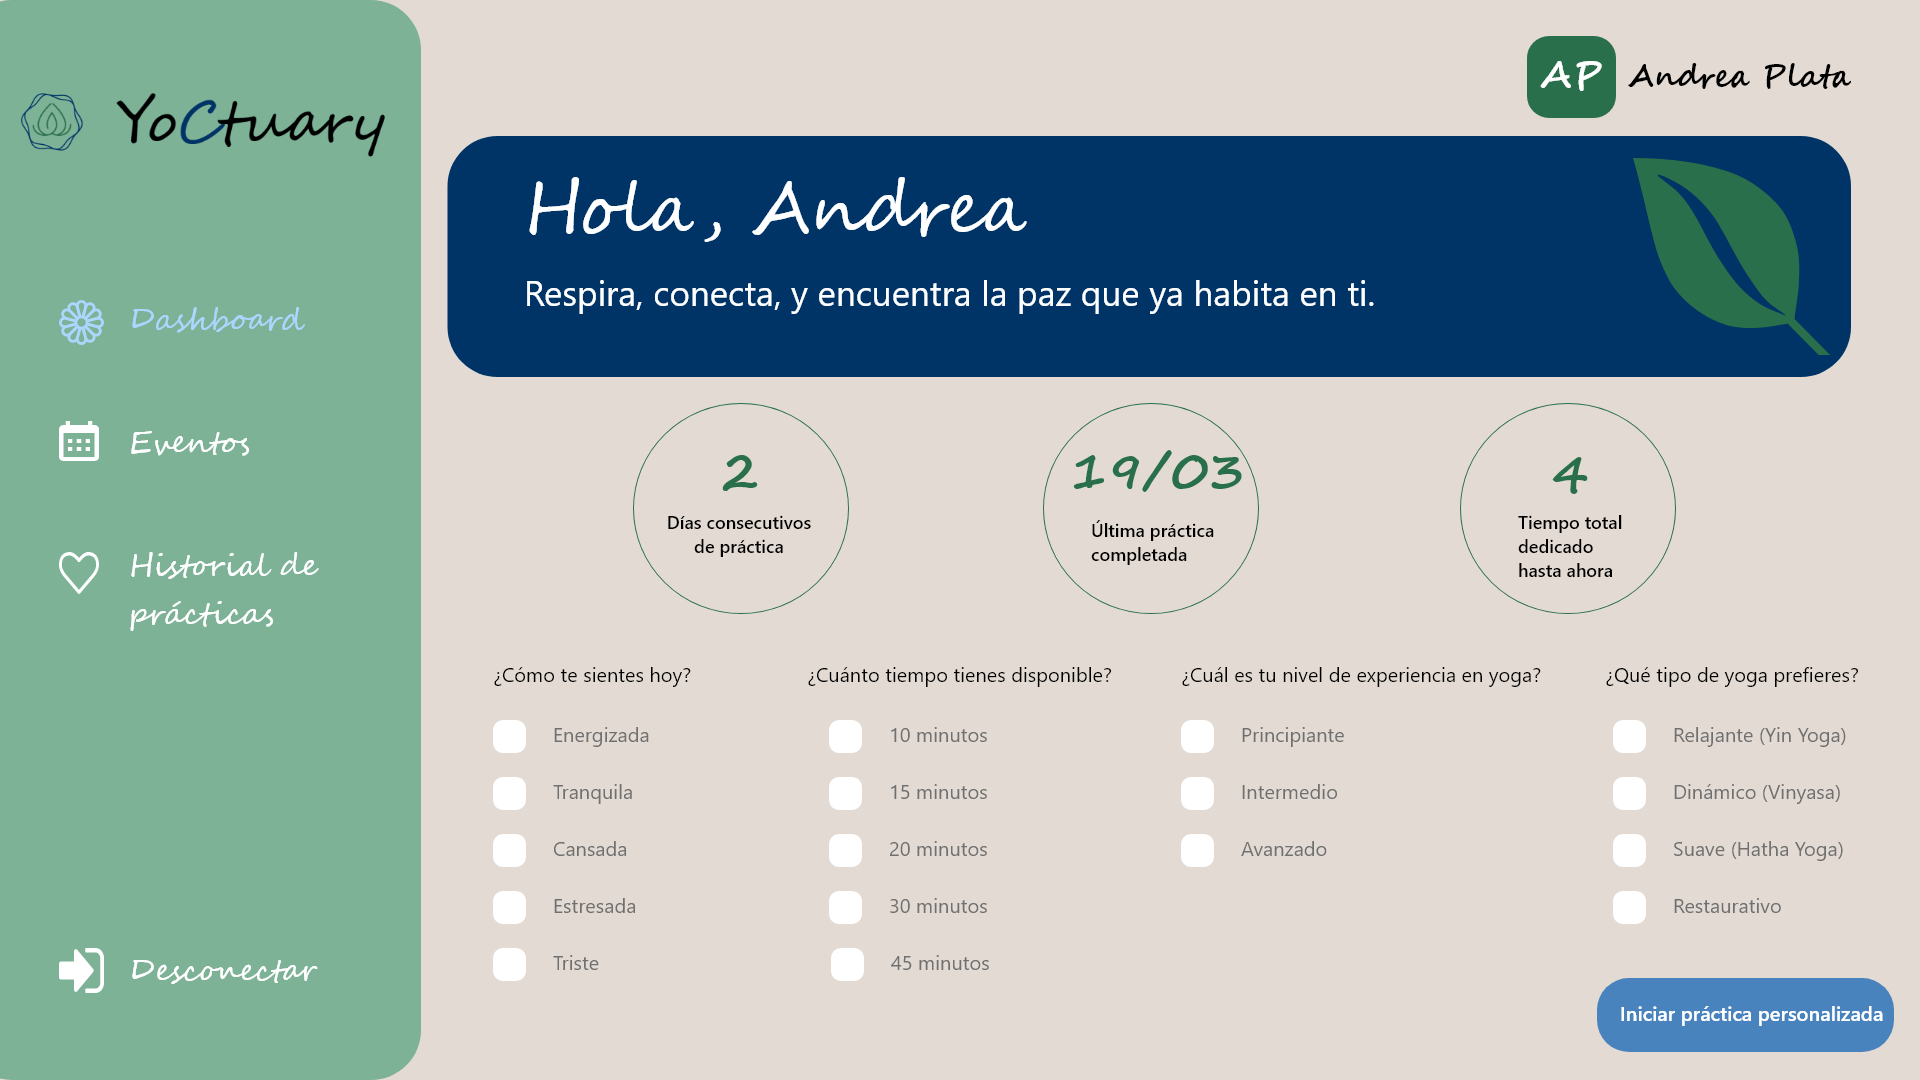 YoCtuary
Dashboard
Eventos
Historial de
prácticas
Desconectar
AP
Andrea Plata
Hola, Andrea
Respira, conecta, y encuentra la paz que ya habita en ti.
2
Días consecutivos
de práctica
19/03
Última práctica
completada
4
Tiempo total
dedicado
hasta ahora
¿Cómo te sientes hoy?
Energizada
Tranquila
Cansada
Estresada
Triste
¿Cuánto tiempo tienes disponible?
10 minutos
15 minutos
20 minutos
30 minutos
45 minutos
¿Cuál es tu nivel de experiencia en yoga?
Principiante
Intermedio
Avanzado
¿Qué tipo de yoga prefieres?
Relajante (Yin Yoga)
Dinámico (Vinyasa)
Suave (Hatha Yoga)
Restaurativo
Iniciar práctica personalizada